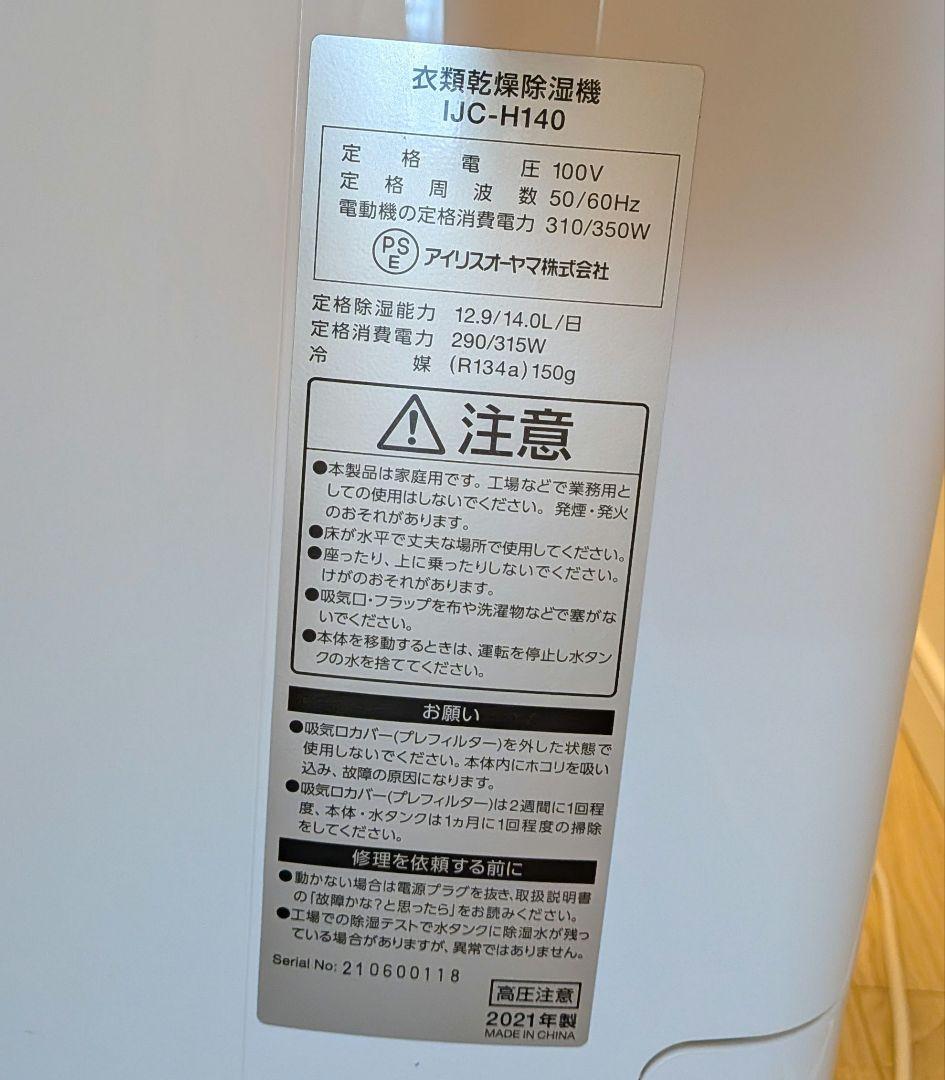 衣類乾燥除湿機
IJC-H140
定格電圧 100V
定格周波数 50/60Hz
電動機の定格消費電力 310/350W
PSE アイリスオーヤマ株式会社
定格除湿能力 12.9/14.0L/日
定格消費電力 290/315W
冷媒 (R134a)150g
注意
●本製品は家庭用です。工場などで業務用と
しての使用はしないでください。発煙・発火
のおそれがあります。
●床が水平で丈夫な場所で使用してください。
●座ったり、上に乗ったりしないでください。
けがのおそれがあります。
●吸気口・フラップを布や洗濯物などで塞がな
いでください。
●本体を移動するときは、運転を停止し水タン
クの水を捨ててください。
お願い
●吸気口カバー(プレフィルター)を外した状態で
使用しないでください。本体内にホコリを吸い
込み、故障の原因になります。
●吸気口カバー(プレフィルター)は2週間に1回程
度、本体・水タンクは1ヵ月に1回程度の掃除
をしてください。
修理を依頼する前に
●動かない場合は電源プラグを抜き、取扱説明書
の「故障かな?と思ったら」をお読みください。
●工場での除湿テストで水タンクに除湿水が残っ
ている場合がありますが、異常ではありません。
Serial No: 210600118
高圧注意
2021年製
MADE IN CHINA